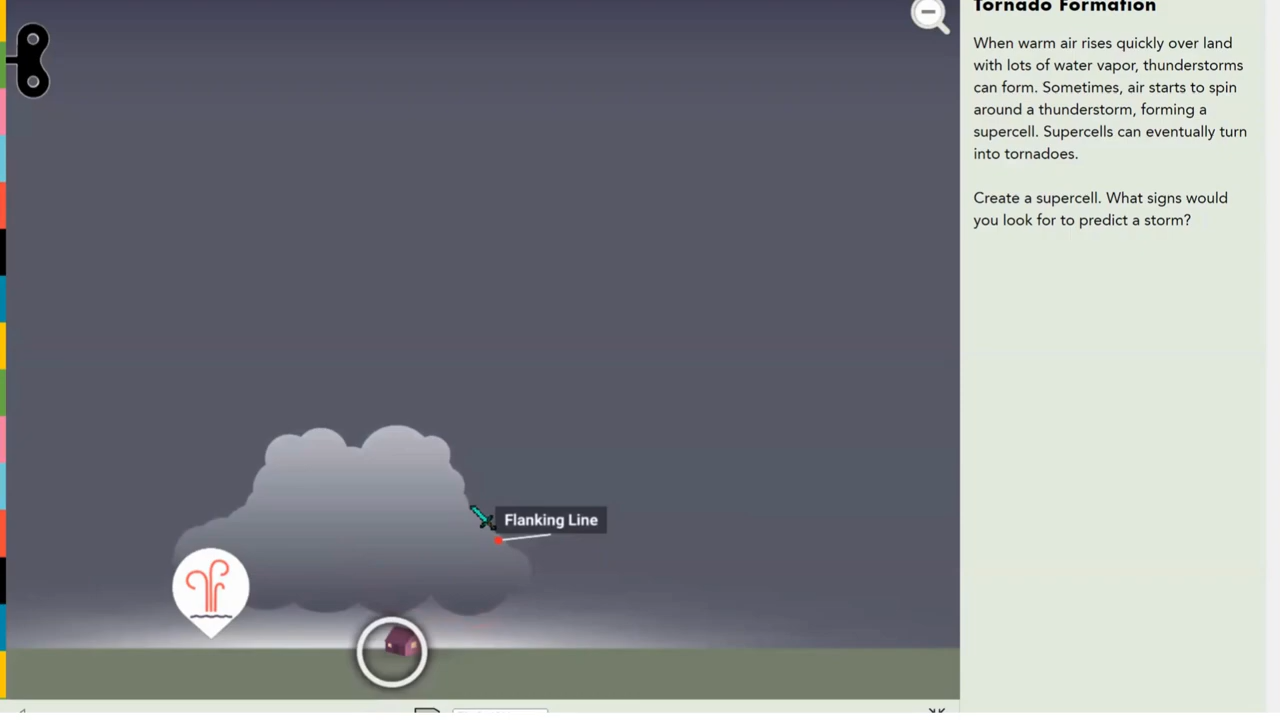 Tornado Formation
When warm air rises quickly over land
with lots of water vapor, thunderstorms
can form. Sometimes, air starts to spin
around a thunderstorm, forming a
supercell. Supercells can eventually turn
into tornadoes.
Create a supercell. What signs would
you look for to predict a storm?
Flanking Line